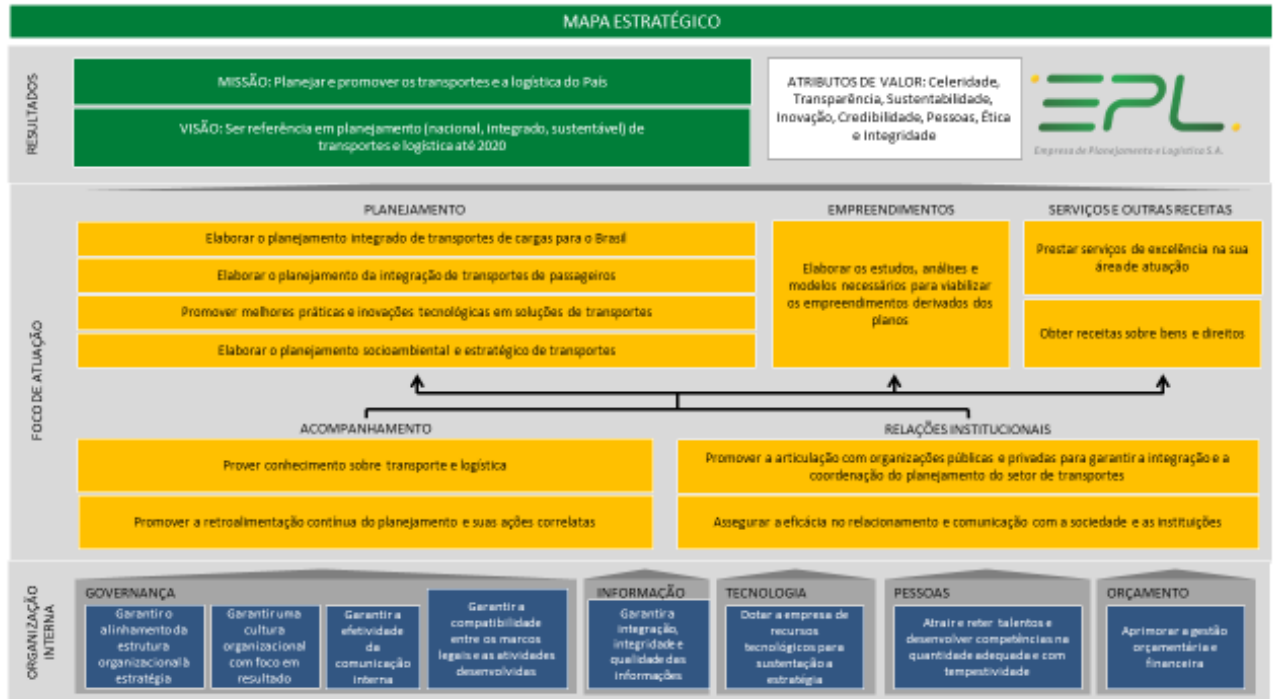 MAPA ESTRATÉGICO
RESULTADOS
MISSÃO: Planejar e promover os transportes e a logística do País
VISÃO: Ser referência em planejamento (nacional, integrado, sustentável) de
transportes e logística até 2020
ATRIBUTOS DE VALOR: Celeridade,
Transparência, Sustentabilidade,
Inovação, Credibilidade, Pessoas, Ética
e Integridade
EPL
Empresa de Planejamento e Logística S.A.
FOCO DE ATUAÇÃO
PLANEJAMENTO
Elaborar o planejamento integrado de transportes de cargas para o Brasil
Elaborar o planejamento da integração de transportes de passageiros
Promover melhores práticas e inovações tecnológicas em soluções de transportes
Elaborar o planejamento socioambiental e estratégico de transportes
EMPREENDIMENTOS
Elaborar os estudos, análises e
modelos necessários para viabilizar
os empreendimentos derivados dos
planos
SERVIÇOS E OUTRAS RECEITAS
Prestar serviços de excelência na sua
área de atuação
Obter receitas sobre bens e direitos
ACOMPANHAMENTO
Prover conhecimento sobre transporte e logística
Promover a retroalimentação contínua do planejamento e suas ações correlatas
RELAÇÕES INSTITUCIONAIS
Promover a articulação com organizações públicas e privadas para garantir a integração e a
coordenação do planejamento do setor de transportes
Assegurar a eficácia no relacionamento e comunicação com a sociedade e as instituições
ORGANIZAÇÃO
INTERNA
GOVERNANÇA
Garantir o
alinhamento da
estrutura
organizacional à
estratégia
Garantir uma
cultura
organizacional
com foco em
resultado
Garantir a
efetividade
da
comunicação
interna
Garantir a
compatibilidade
entre os marcos
legais e as atividades
desenvolvidas
INFORMAÇÃO
Garantir a
integração,
integridade e
qualidade das
informações
TECNOLOGIA
Dotar a empresa de
recursos
tecnológicos para
sustentação a
estratégia
PESSOAS
Atrair e reter talentos e
desenvolver competências na
quantidade adequada e com
tempestividade
ORÇAMENTO
Aprimorar a gestão
orçamentária e
financeira